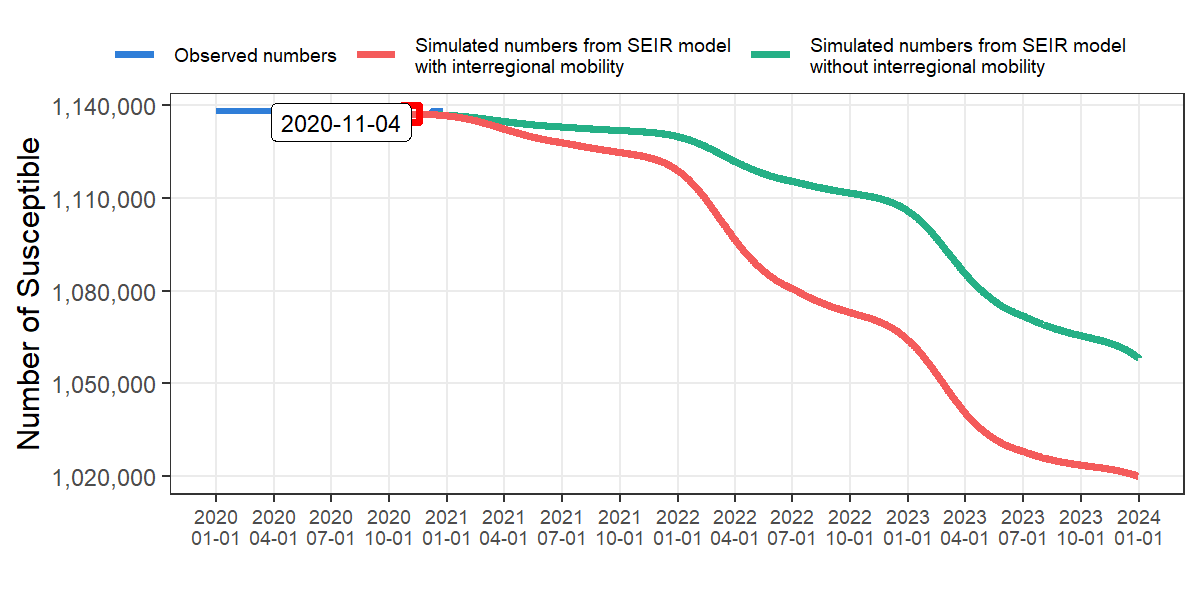 Observed numbers
Simulated numbers from SEIR model
with interregional mobility
Simulated numbers from SEIR model
without interregional mobility
Number of Susceptible
1,140,000
1,110,000
1,080,000
1,050,000
1,020,000
2020-11-04
2020 2020 2020 2020 2021 2021 2021 2021 2022 2022 2022 2022 2023 2023 2023 2023 2024
01-01 04-01 07-01 10-01 01-01 04-01 07-01 10-01 01-01 04-01 07-01 10-01 01-01 04-01 07-01 10-01 01-01